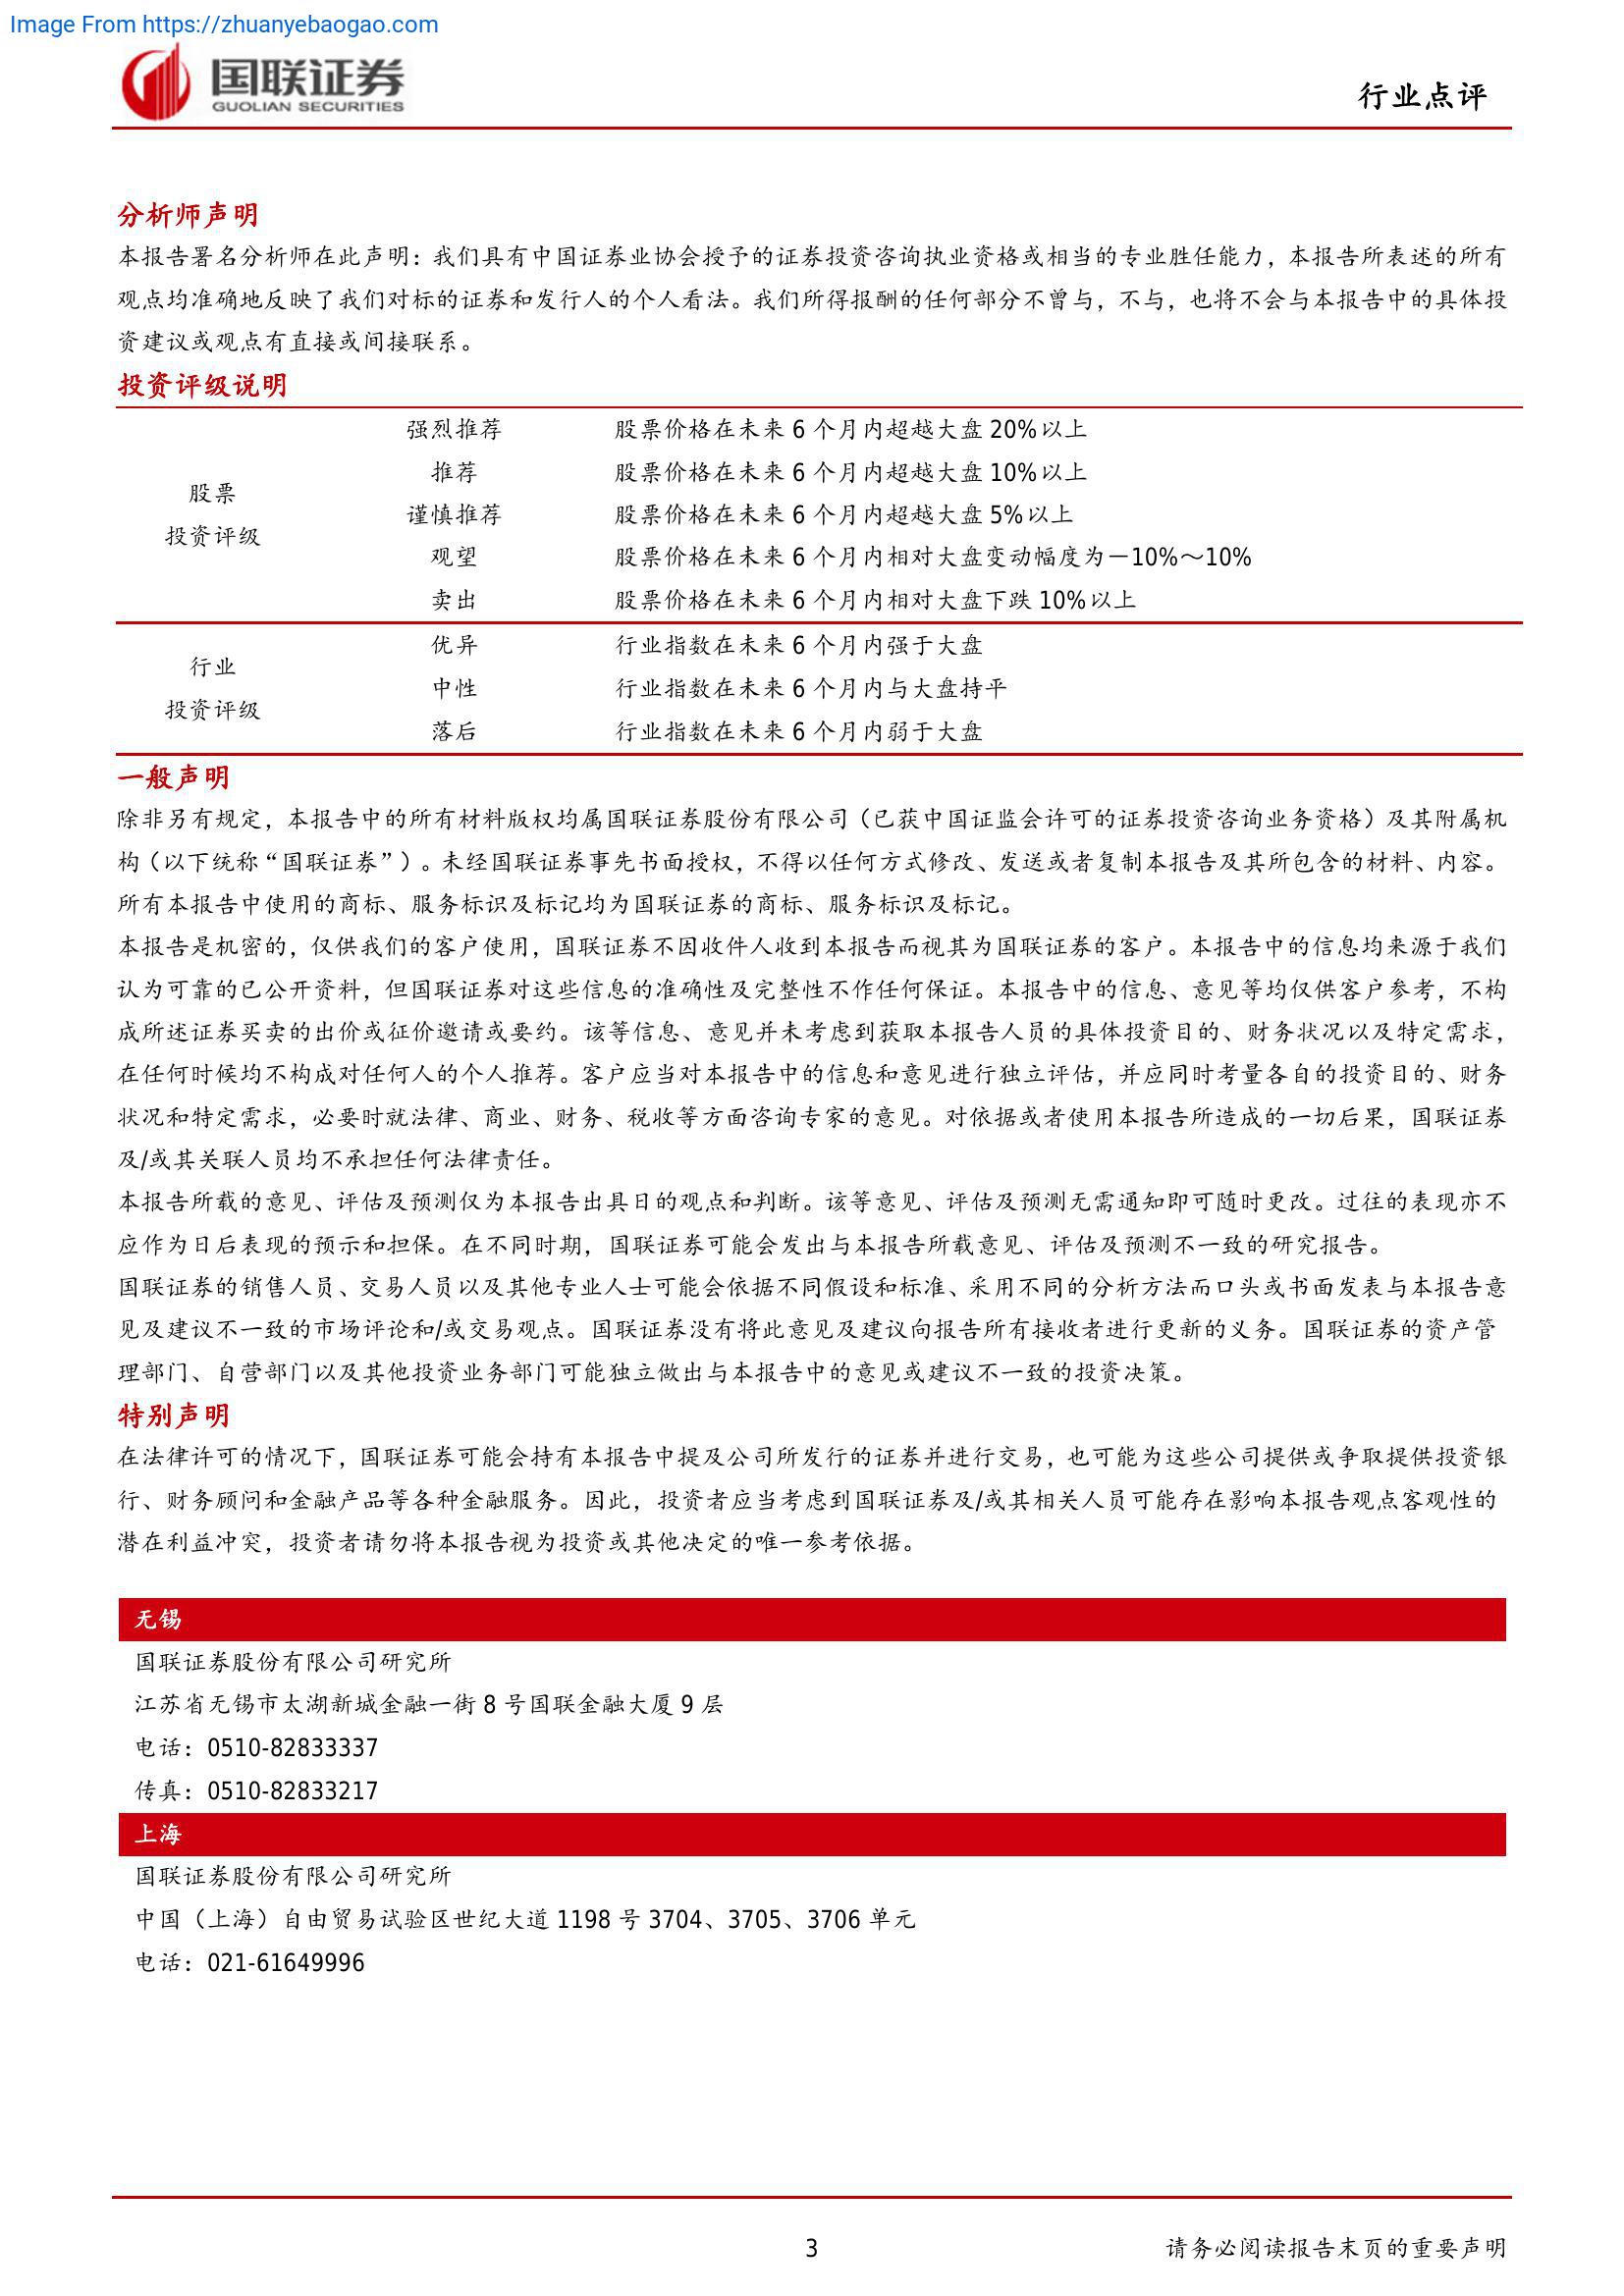 Image From https://zhuanyebaogao.com
国联证券
GUOLIAN SECURITIES
行业点评
分析师声明
本报告署名分析师在此声明：我们具有中国证券业协会授予的证券投资咨询执业资格或相当的专业胜任能力，本报告所表述的所有
观点均准确地反映了我们对标的证券和发行人的个人看法。我们所得报酬的任何部分不曾与，不与，也将不会与本报告中的具体投
资建议或观点有直接或间接联系。
投资评级说明
股票
投资评级
强烈推荐 股票价格在未来 6 个月内超越大盘 20%以上
推荐 股票价格在未来 6 个月内超越大盘 10%以上
谨慎推荐 股票价格在未来 6 个月内超越大盘 5%以上
观望 股票价格在未来 6 个月内相对大盘变动幅度为－10%～10%
卖出 股票价格在未来 6 个月内相对大盘下跌 10%以上
行业
投资评级
优异 行业指数在未来 6 个月内强于大盘
中性 行业指数在未来 6 个月内与大盘持平
落后 行业指数在未来 6 个月内弱于大盘
一般声明
除非另有规定，本报告中的所有材料版权均属国联证券股份有限公司（已获中国证监会许可的证券投资咨询业务资格）及其附属机
构（以下统称“国联证券”）。未经国联证券事先书面授权，不得以任何方式修改、发送或者复制本报告及其所包含的材料、内容。
所有本报告中使用的商标、服务标识及标记均为国联证券的商标、服务标识及标记。
本报告是机密的，仅供我们的客户使用，国联证券不因收件人收到本报告而视其为国联证券的客户。本报告中的信息均来源于我们
认为可靠的已公开资料，但国联证券对这些信息的准确性及完整性不作任何保证。本报告中的信息、意见等均仅供客户参考，不构
成所述证券买卖的出价或征价邀请或要约。该等信息、意见并未考虑到获取本报告人员的具体投资目的、财务状况以及特定需求，
在任何时候均不构成对任何人的个人推荐。客户应当对本报告中的信息和意见进行独立评估，并应同时考量各自的投资目的、财务
状况和特定需求，必要时就法律、商业、财务、税收等方面咨询专家的意见。对依据或者使用本报告所造成的一切后果，国联证券
及/或其关联人员均不承担任何法律责任。
本报告所载的意见、评估及预测仅为本报告出具日的观点和判断。该等意见、评估及预测无需通知即可随时更改。过往的表现亦不
应作为日后表现的预示和担保。在不同时期，国联证券可能会发出与本报告所载意见、评估及预测不一致的研究报告。
国联证券的销售人员、交易人员以及其他专业人士可能会依据不同假设和标准、采用不同的分析方法而口头或书面发表与本报告意
见及建议不一致的市场评论和/或交易观点。国联证券没有将此意见及建议向报告所有接收者进行更新的义务。国联证券的资产管
理部门、自营部门以及其他投资业务部门可能独立做出与本报告中的意见或建议不一致的投资决策。
特别声明
在法律许可的情况下，国联证券可能会持有本报告中提及公司所发行的证券并进行交易，也可能为这些公司提供或争取提供投资银
行、财务顾问和金融产品等各种金融服务。因此，投资者应当考虑到国联证券及/或其相关人员可能存在影响本报告观点客观性的
潜在利益冲突，投资者请勿将本报告视为投资或其他决定的唯一参考依据。
无锡
国联证券股份有限公司研究所
江苏省无锡市太湖新城金融一街 8 号国联金融大厦 9 层
电话：0510-82833337
传真：0510-82833217
上海
国联证券股份有限公司研究所
中国（上海）自由贸易试验区世纪大道 1198 号 3704、3705、3706 单元
电话：021-61649996
3
请务必阅读报告末页的重要声明